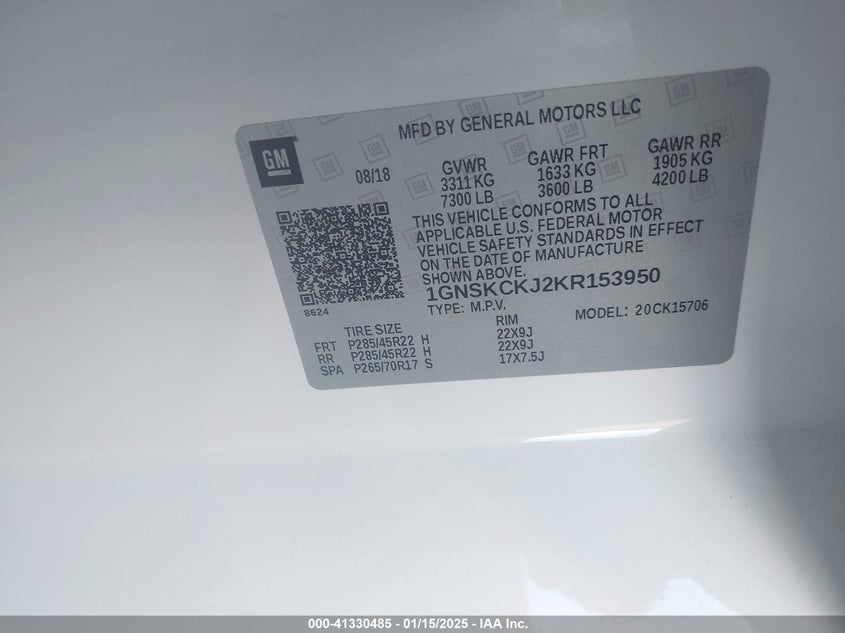 MFD BY GENERAL MOTORS LLC
GM
08/18
GVWR GAWR FRT GAWR RR
3311 KG 1633 KG 1905 KG
7300 LB 3600 LB 4200 LB
THIS VEHICLE CONFORMS TO ALL
APPLICABLE U.S. FEDERAL MOTOR
VEHICLE SAFETY STANDARDS IN EFFECT
ON THE DATE OF MANUFACTURE
SHOWN ABOVE.
1GNSKCKJ2KR153950
8624
TYPE: M.P.V. MODEL: 20CK15706
TIRE SIZE RIM
FRT P285/45R22 H 22X9J
RR P285/45R22 H 22X9J
SPA P265/70R17 S 17X7.5J
000-41330485 - 01/15/2025 - IAA Inc.